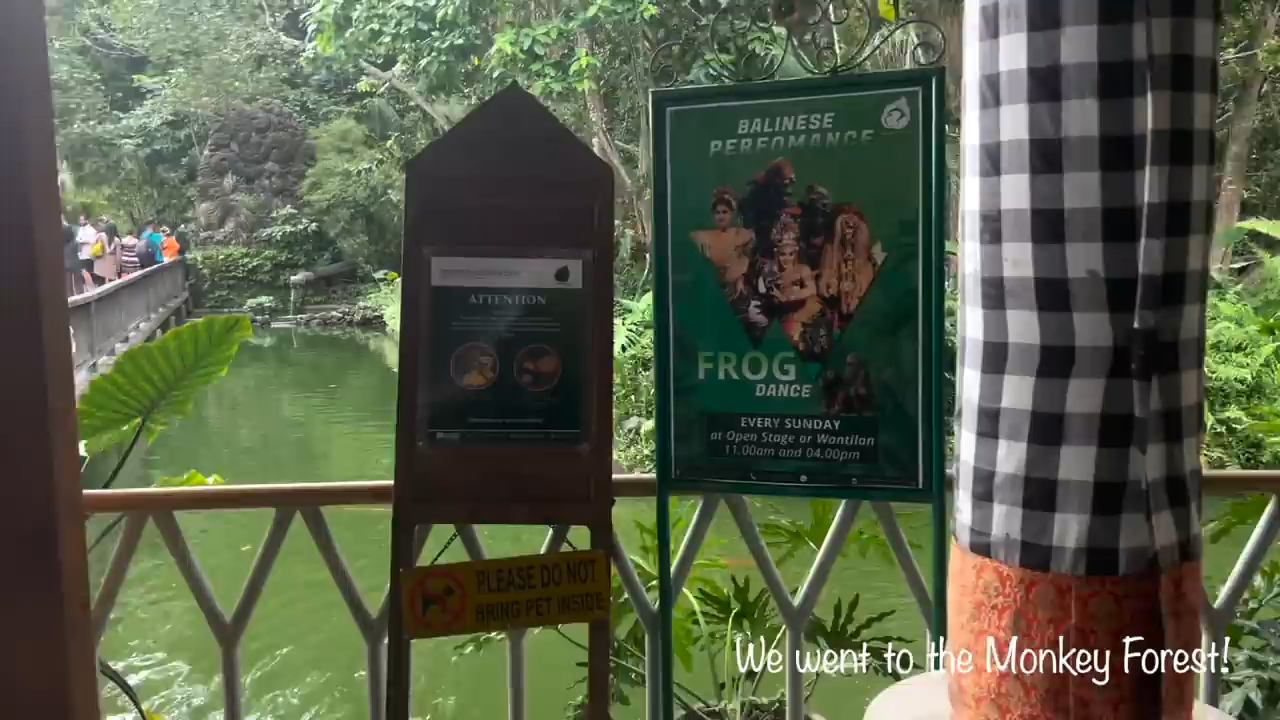 ATTENTION
PLEASE DO NOT
BRING PET INSIDE
BALINESE
PERFOMANCE
FROG
DANCE
EVERY SUNDAY
at Open Stage or Wantilan
11.00am and 04.00pm
We went to the Monkey Forest!